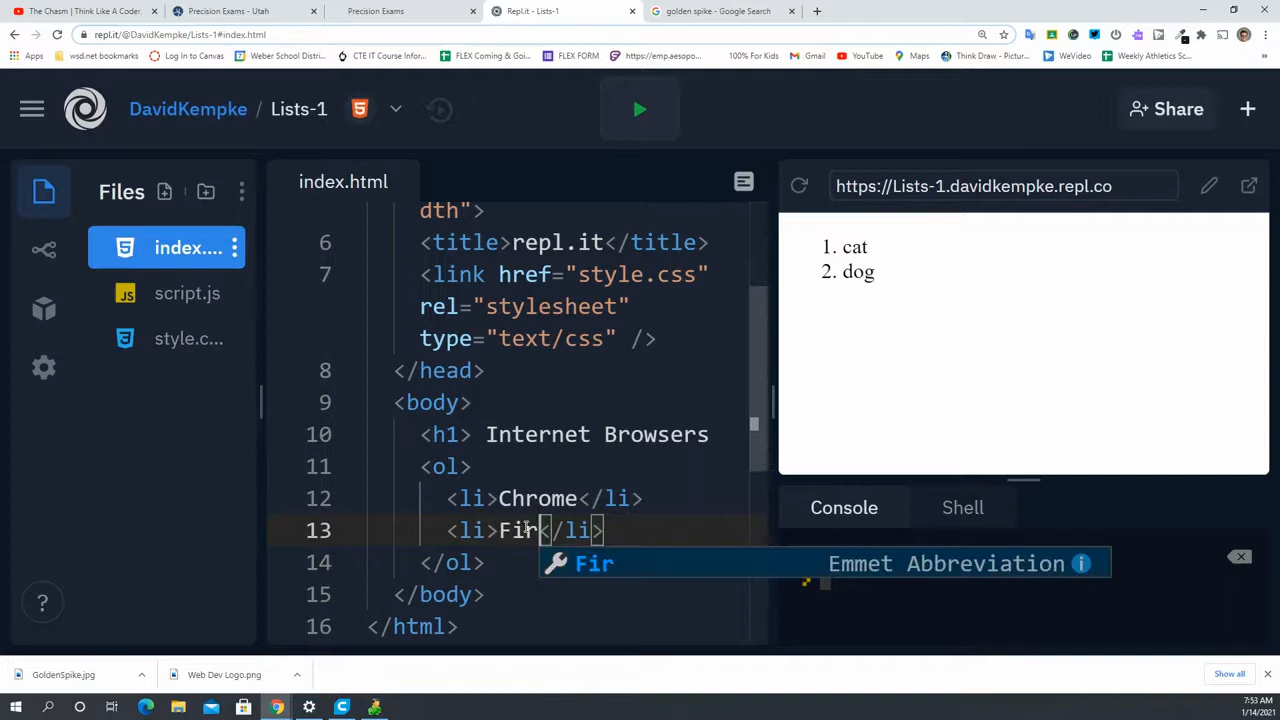 The Chasm | Think Like A Coder,
Precision Exams - Utah
Precision Exams
Repl.it - Lists-1
golden spike - Google Search
repl.it/@DavidKempke/Lists-1#index.html
Apps
wsd.net bookmarks
Log In to Canvas
Weber School Distri...
CTE IT Course Infor...
FLEX Coming & Goi...
FLEX FORM
https://emp.aesopo...
100% For Kids
Gmail
YouTube
Maps
Think Draw - Pictur...
WeVideo
Weekly Athletics Sc...
DavidKempke / Lists-1
Share
Files
index....
script.js
style.c...
index.html
dth">
6 <title>repl.it</title>
7 <link href="style.css"
rel="stylesheet"
type="text/css" />
8 </head>
9 <body>
10 <h1> Internet Browsers
11 <ol>
12 <li>Chrome</li>
13 <li>Fir</li>
Fir Emmet Abbreviation
14 </ol>
15 </body>
16 </html>
https://Lists-1.davidkempke.repl.co
1. cat
2. dog
Console
Shell
GoldenSpike.jpg
Web Dev Logo.png
Show all
7:53 AM
1/14/2021